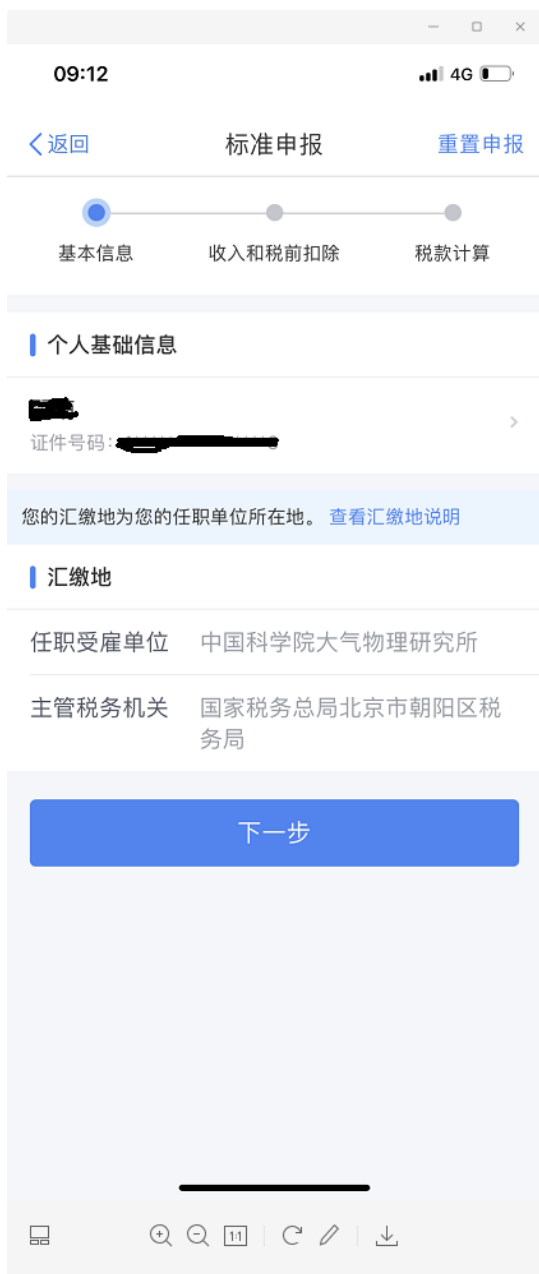 09:12
4G
返回
标准申报
重置申报
基本信息
收入和税前扣除
税款计算
个人基础信息
证件号码:
您的汇缴地为您的任职单位所在地。 查看汇缴地说明
汇缴地
任职受雇单位 中国科学院大气物理研究所
主管税务机关 国家税务总局北京市朝阳区税
务局
下一步
1:1